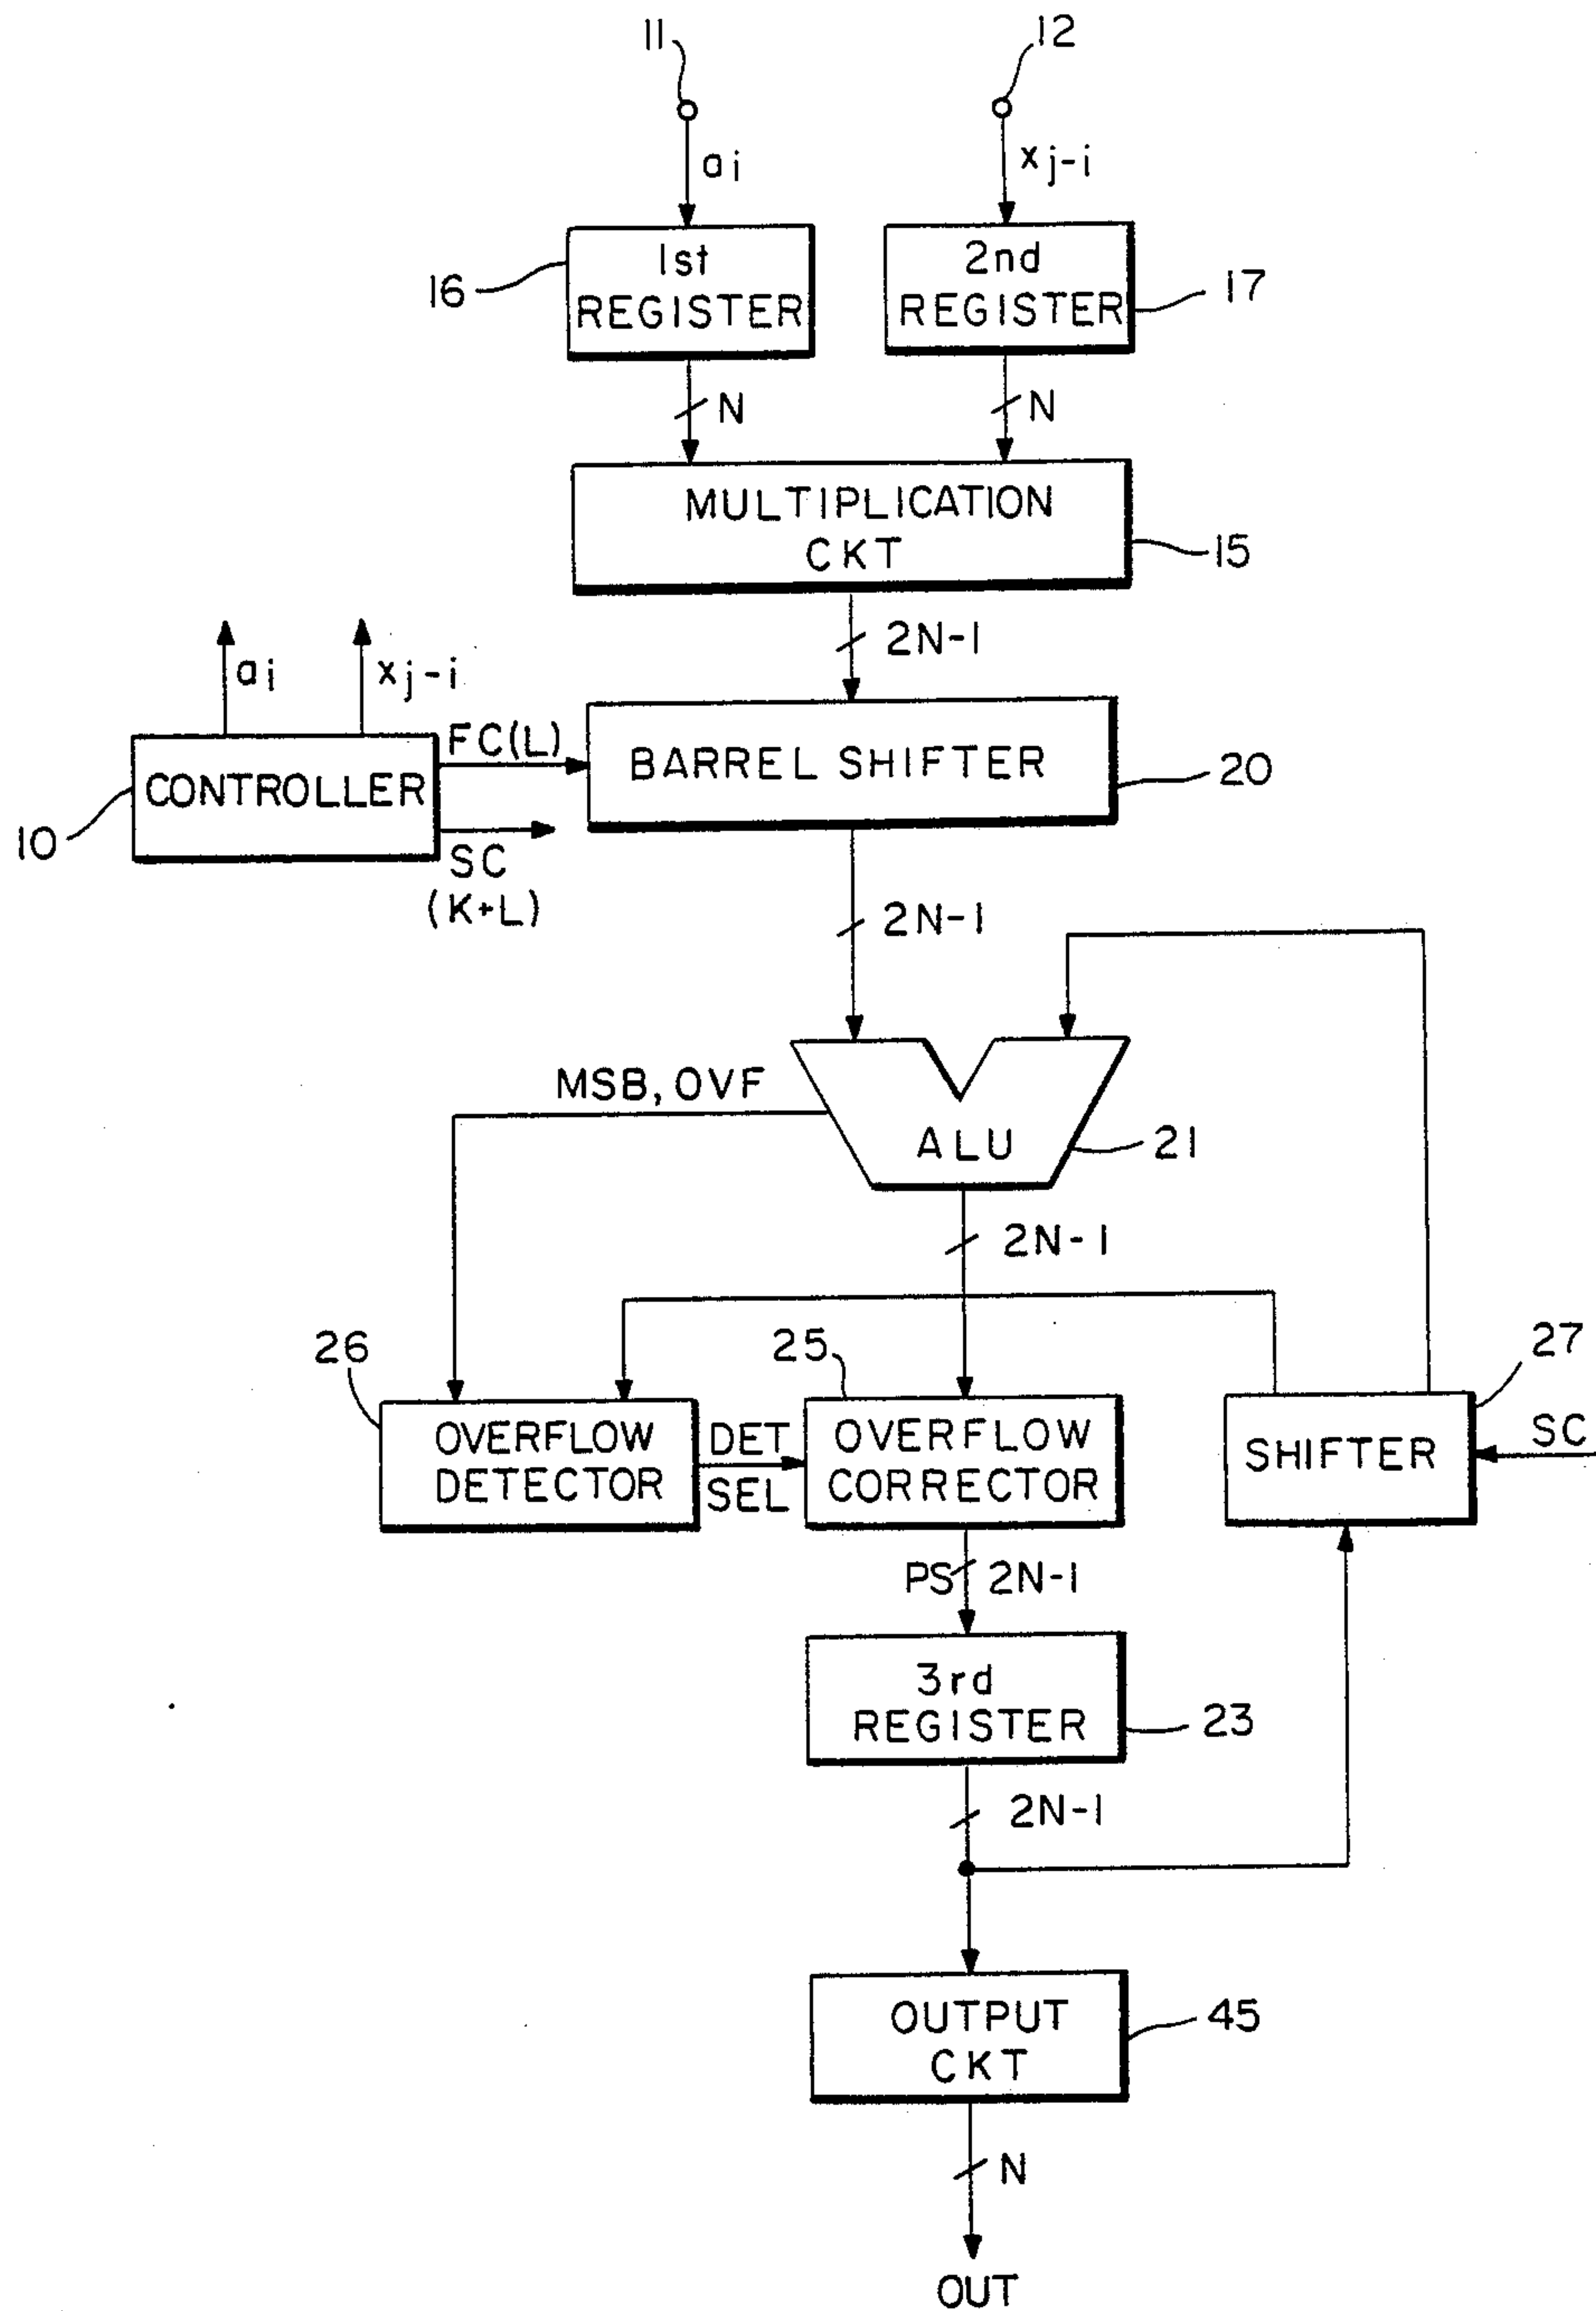 11
12
ai
xj-i
1st
REGISTER
16
2nd
REGISTER
17
N
N
MULTIPLICATION
CKT
15
2N-1
ai
xj-i
CONTROLLER
10
FC(L)
SC
(K+L)
BARREL SHIFTER
20
2N-1
MSB, OVF
ALU
21
2N-1
26
25
27
OVERFLOW
DETECTOR
DET
SEL
OVERFLOW
CORRECTOR
SHIFTER
SC
PS
2N-1
3rd
REGISTER
23
2N-1
OUTPUT
CKT
45
N
OUT